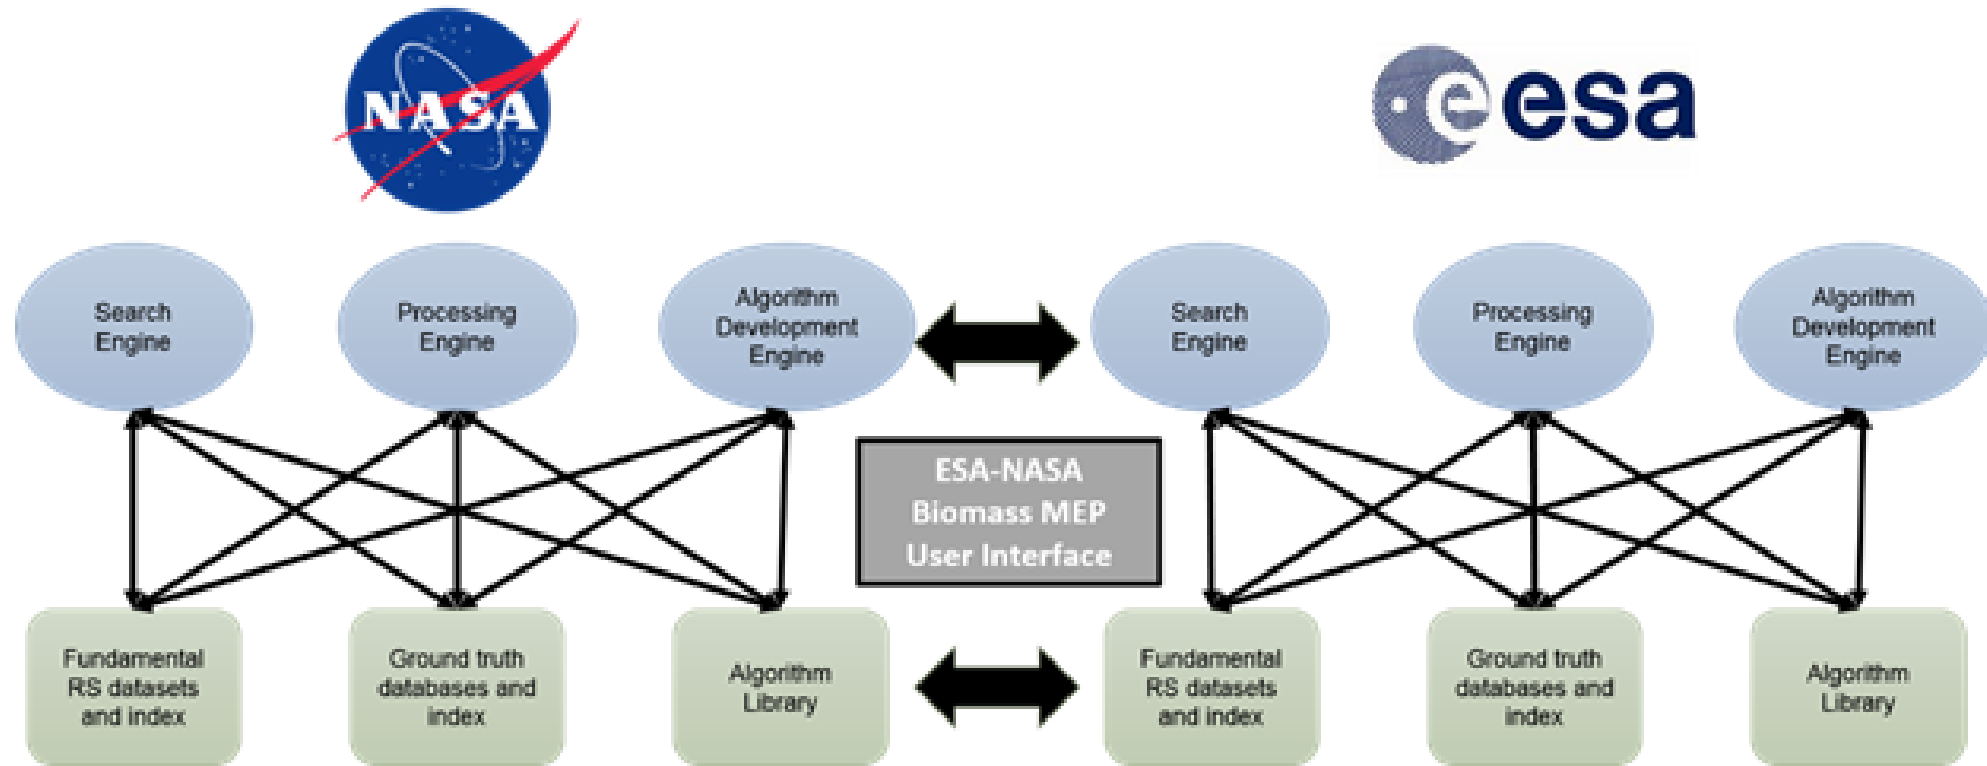 NASA
esa
Search
Engine
Processing
Engine
Algorithm
Development
Engine
Search
Engine
Processing
Engine
Algorithm
Development
Engine
ESA-NASA
Biomass MEP
User Interface
Fundamental
RS datasets
and index
Ground truth
databases and
index
Algorithm
Library
Fundamental
RS datasets
and index
Ground truth
databases and
index
Algorithm
Library